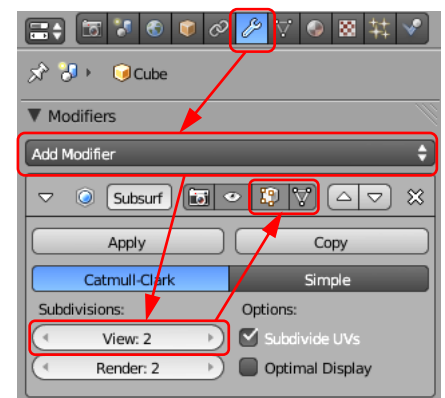 Cube
Modifiers
Add Modifier
Subsurf
Apply Copy
Catmull-Clark Simple
Subdivisions: Options:
View: 2 Subdivide UVs
Render: 2 Optimal Display